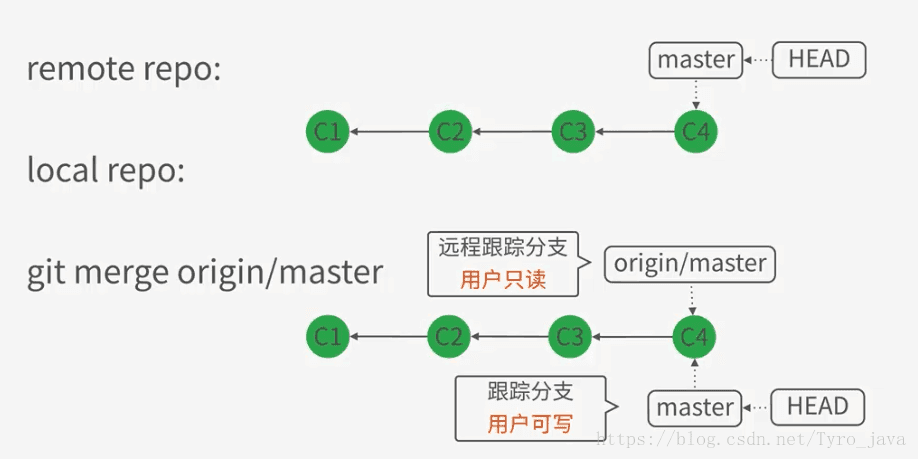 remote repo:
master
HEAD
C1
C2
C3
C4
local repo:
git merge origin/master
远程跟踪分支
用户只读
origin/master
C1
C2
C3
C4
跟踪分支
用户可写
master
HEAD
https://blog.csdn.net/Tyro_java